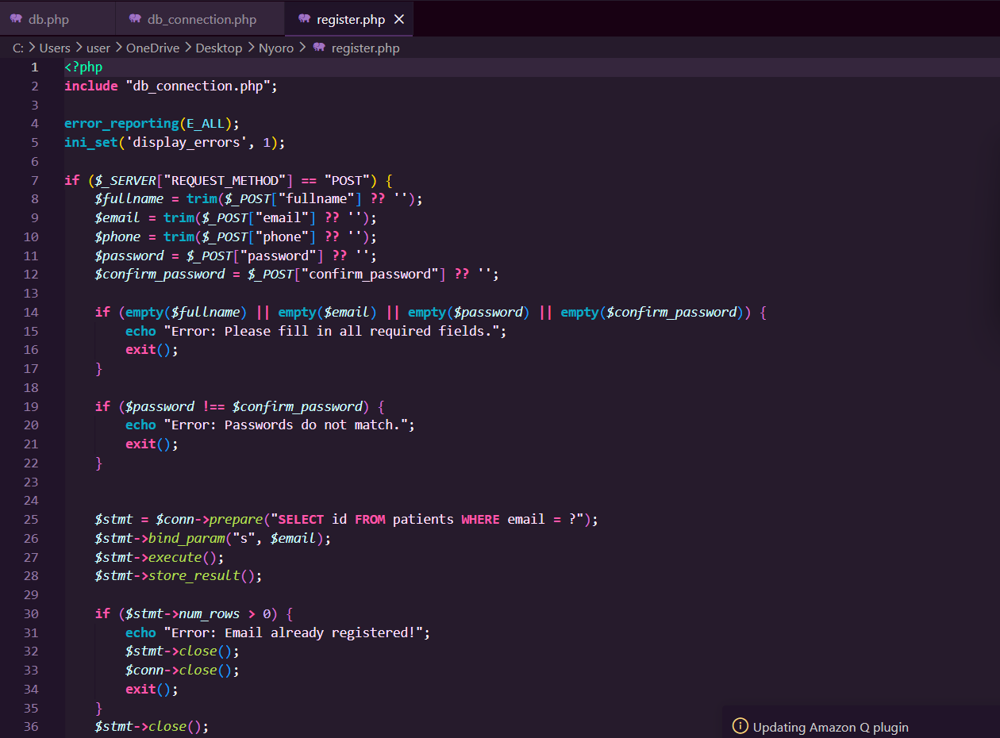 db.php db_connection.php register.php
C: > Users > user > OneDrive > Desktop > Nyoro > register.php
1 <?php
2 include "db_connection.php";
3
4 error_reporting(E_ALL);
5 ini_set('display_errors', 1);
6
7 if ($_SERVER["REQUEST_METHOD"] == "POST") {
8     $fullname = trim($_POST["fullname"] ?? '');
9     $email = trim($_POST["email"] ?? '');
10     $phone = trim($_POST["phone"] ?? '');
11     $password = $_POST["password"] ?? '';
12     $confirm_password = $_POST["confirm_password"] ?? '';
13
14     if (empty($fullname) || empty($email) || empty($password) || empty($confirm_password)) {
15         echo "Error: Please fill in all required fields.";
16         exit();
17     }
18
19     if ($password !== $confirm_password) {
20         echo "Error: Passwords do not match.";
21         exit();
22     }
23
24
25     $stmt = $conn->prepare("SELECT id FROM patients WHERE email = ?");
26     $stmt->bind_param("s", $email);
27     $stmt->execute();
28     $stmt->store_result();
29
30     if ($stmt->num_rows > 0) {
31         echo "Error: Email already registered!";
32         $stmt->close();
33         $conn->close();
34         exit();
35     }
36     $stmt->close();
Updating Amazon Q plugin